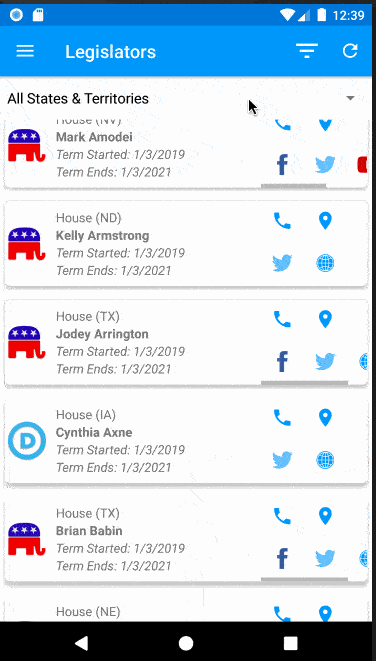 12:39
Legislators
All States & Territories
House (NV)
Mark Amodei
Term Started: 1/3/2019
Term Ends: 1/3/2021
House (ND)
Kelly Armstrong
Term Started: 1/3/2019
Term Ends: 1/3/2021
House (TX)
Jodey Arrington
Term Started: 1/3/2019
Term Ends: 1/3/2021
House (IA)
Cynthia Axne
Term Started: 1/3/2019
Term Ends: 1/3/2021
House (TX)
Brian Babin
Term Started: 1/3/2019
Term Ends: 1/3/2021
House (NE)